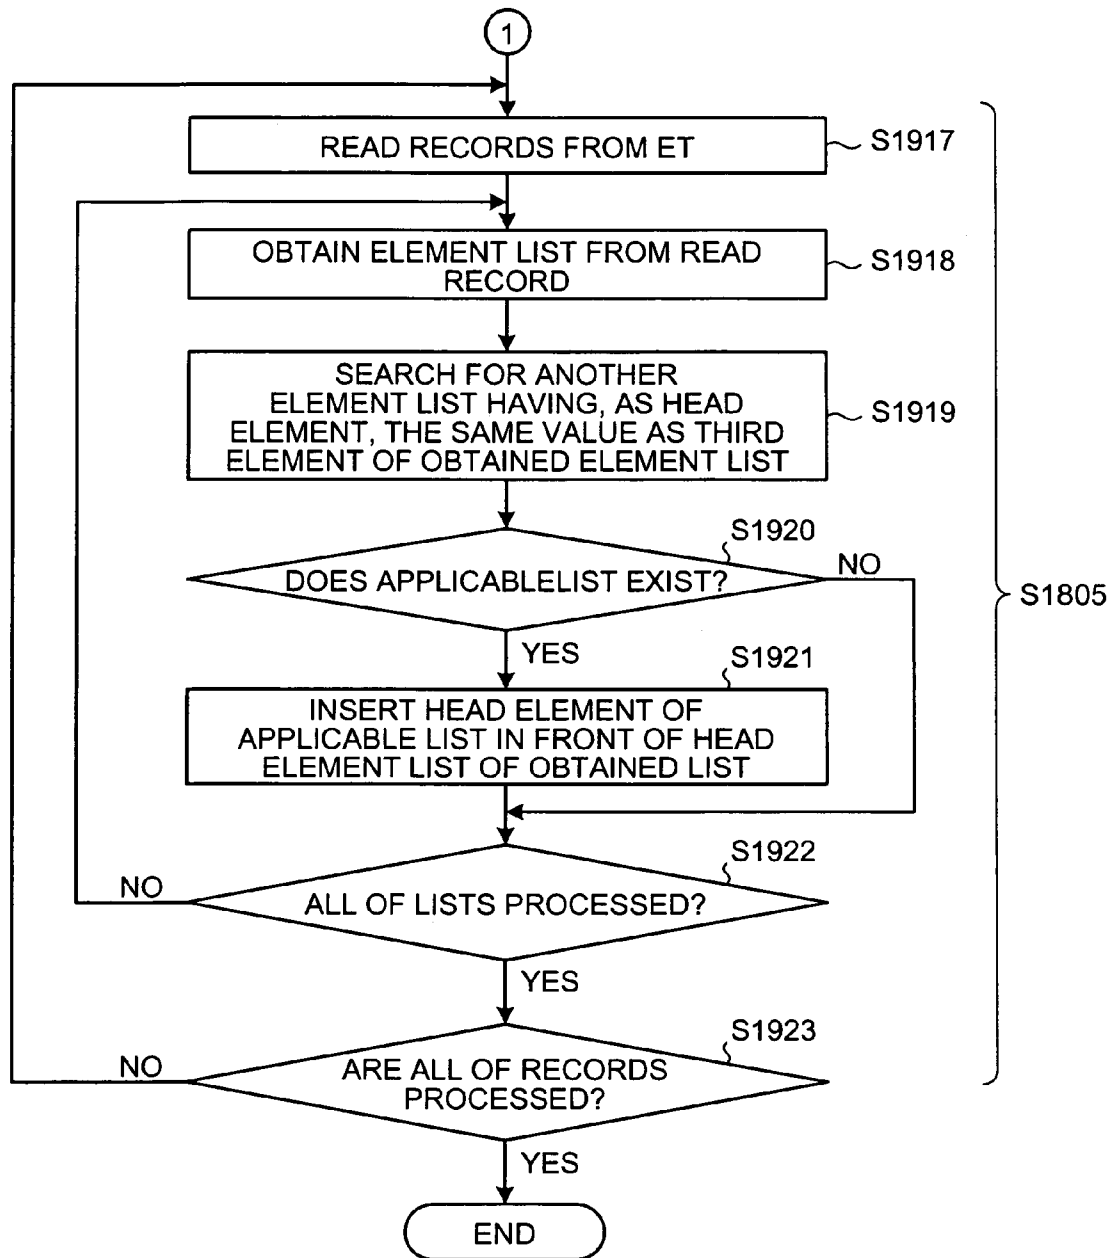 1
READ RECORDS FROM ET
S1917
OBTAIN ELEMENT LIST FROM READ
RECORD
S1918
SEARCH FOR ANOTHER
ELEMENT LIST HAVING, AS HEAD
ELEMENT, THE SAME VALUE AS THIRD
ELEMENT OF OBTAINED ELEMENT LIST
S1919
S1920
DOES APPLICABLELIST EXIST?
NO
S1805
YES
S1921
INSERT HEAD ELEMENT OF
APPLICABLE LIST IN FRONT OF HEAD
ELEMENT LIST OF OBTAINED LIST
S1922
NO
ALL OF LISTS PROCESSED?
YES
S1923
NO
ARE ALL OF RECORDS
PROCESSED?
YES
END